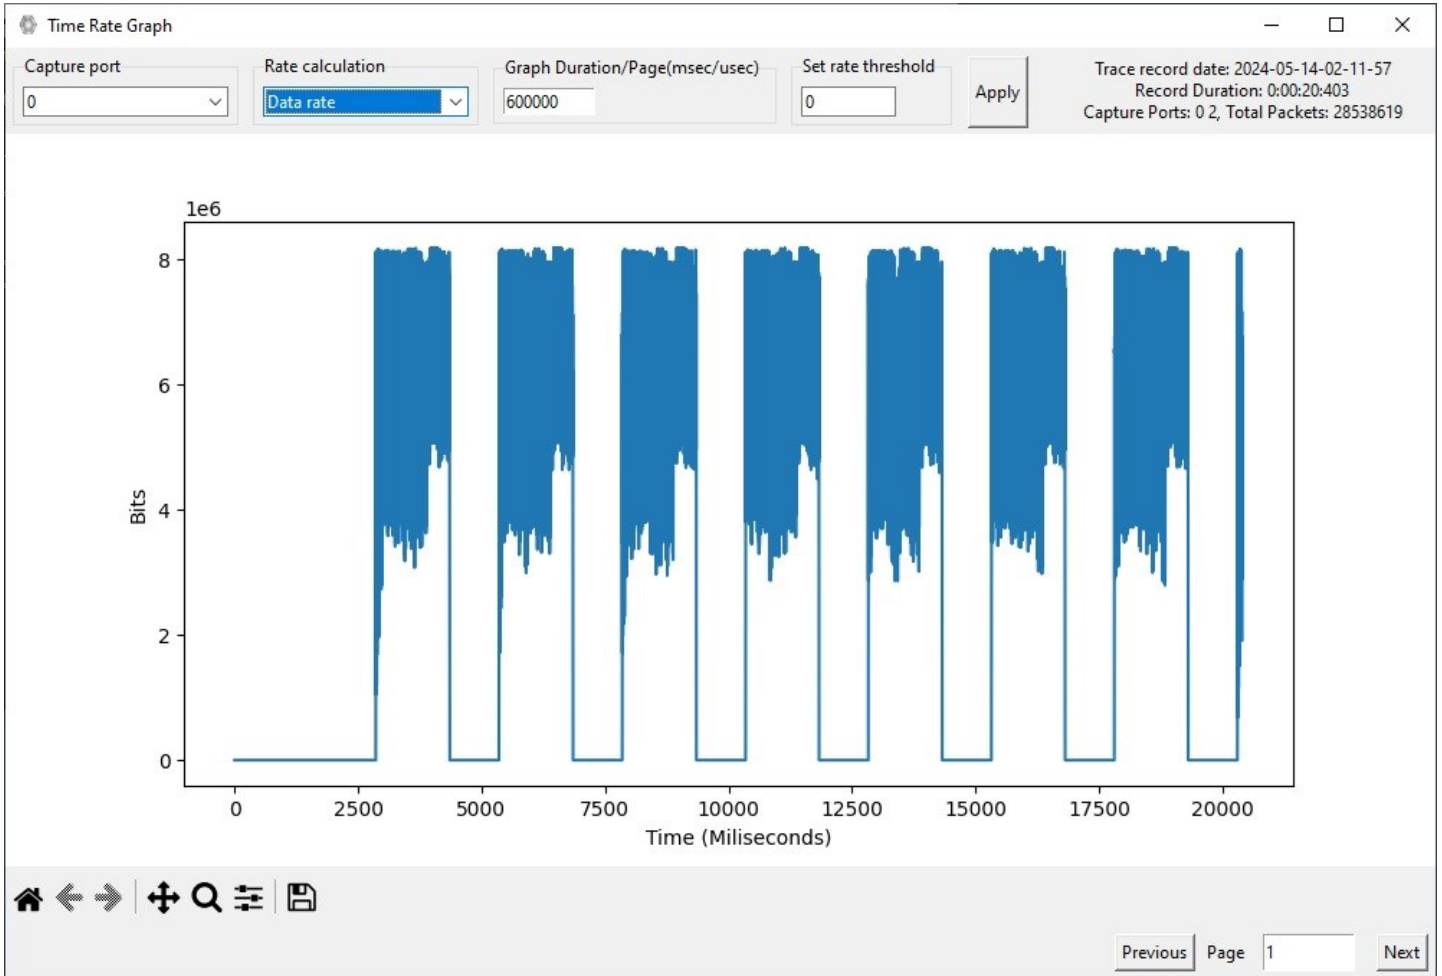 Time Rate Graph
Capture port
0
Rate calculation
Data rate
Graph Duration/Page(msec/usec)
600000
Set rate threshold
0
Apply
Trace record date: 2024-05-14-02-11-57
Record Duration: 0:00:20:403
Capture Ports: 0 2, Total Packets: 28538619
1e6
8
6
4
2
0
Bits
0 2500 5000 7500 10000 12500 15000 17500 20000
Time (Miliseconds)
Previous Page 1 Next